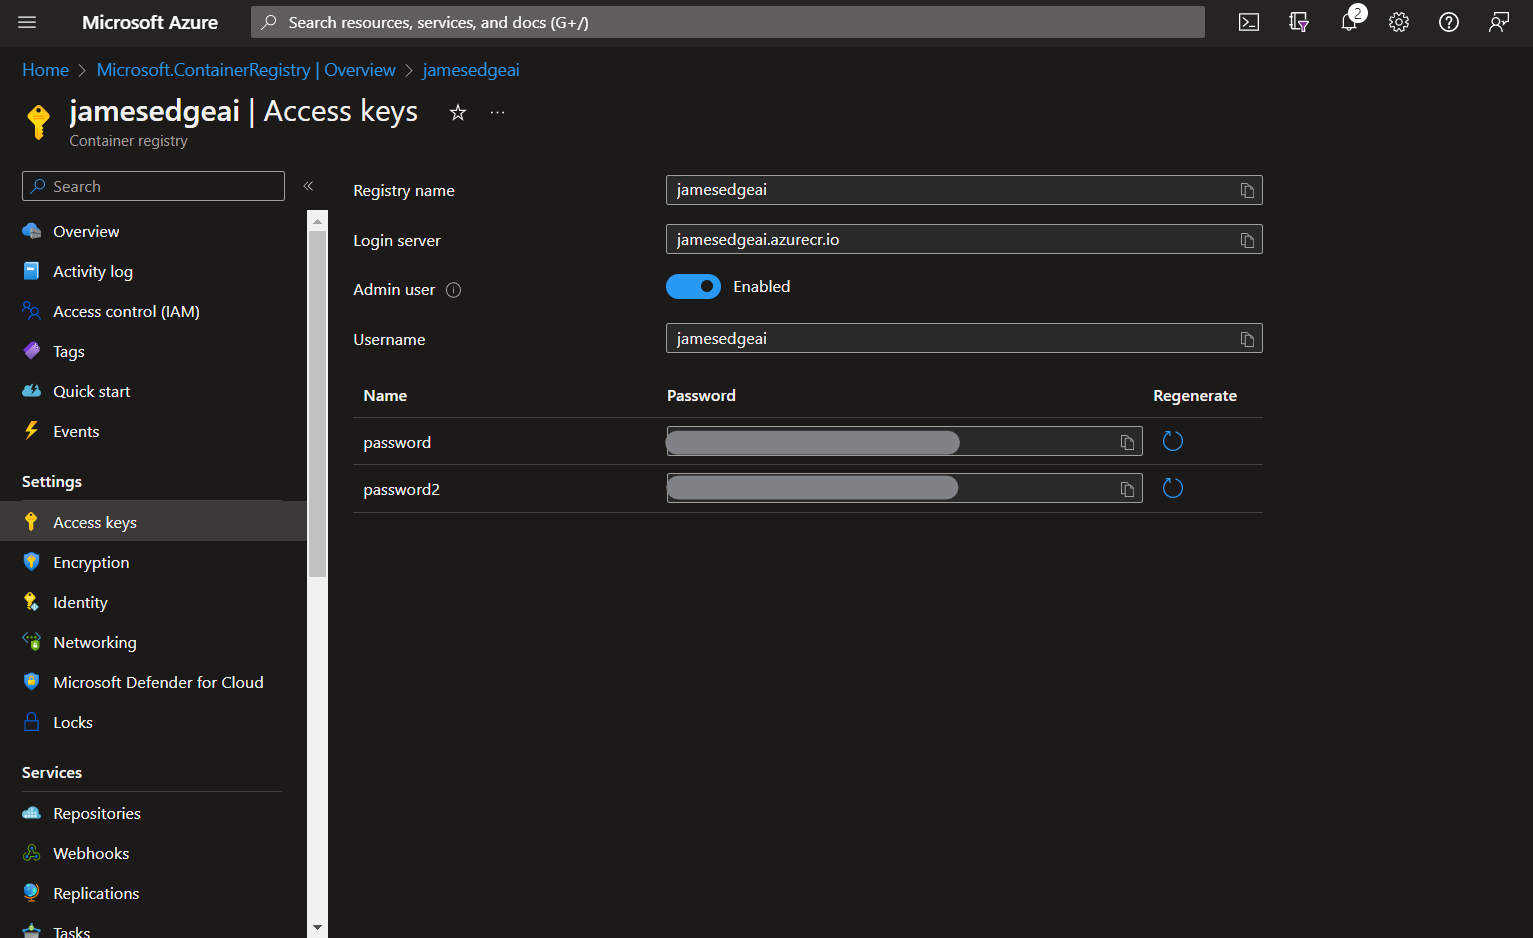 Microsoft Azure
Search resources, services, and docs (G+/)
2
Home > Microsoft.ContainerRegistry | Overview > jamesedgeai
jamesedgeai | Access keys
Container registry
Search
Overview
Activity log
Access control (IAM)
Tags
Quick start
Events
Settings
Access keys
Encryption
Identity
Networking
Microsoft Defender for Cloud
Locks
Services
Repositories
Webhooks
Replications
Tasks
Registry name jamesedgeai
Login server jamesedgeai.azurecr.io
Admin user Enabled
Username jamesedgeai
Name Password Regenerate
password
password2